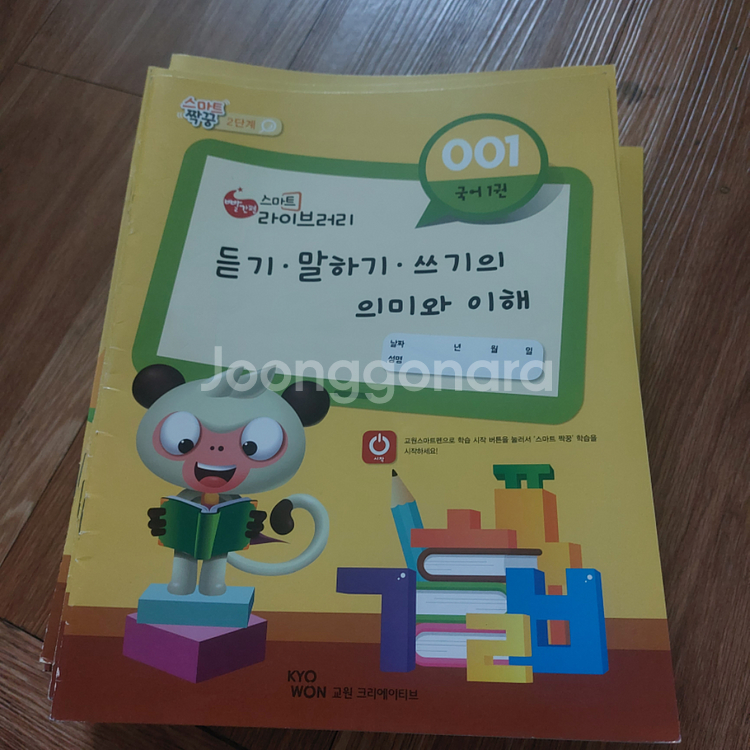 스마트
짝꿍
2단계
001
국어 1권
빨간펜
스마트
라이브러리
듣기·말하기·쓰기의
의미와 이해
날짜 년 월 일
성명
Joonggonara
교원스마트펜으로 학습 시작 버튼을 눌러서 '스마트 짝꿍' 학습을
시작하세요!
시작
KYO
WON 교원 크리에이티브